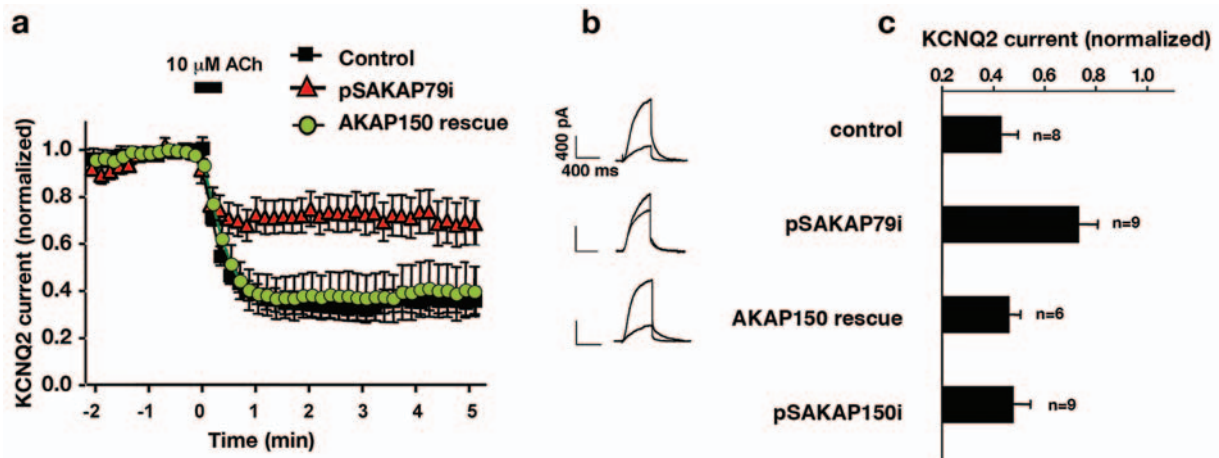 a
10 μM ACh
Control
pSAKAP79i
AKAP150 rescue
KCNQ2 current (normalized)
1.0
0.8
0.6
0.4
0.2
0.0
-2 -1 0 1 2 3 4 5
Time (min)
b
400 pA
400 ms
c
KCNQ2 current (normalized)
0.2 0.4 0.6 0.8 1.0
control
n=8
pSAKAP79i
n=9
AKAP150 rescue
n=6
pSAKAP150i
n=9